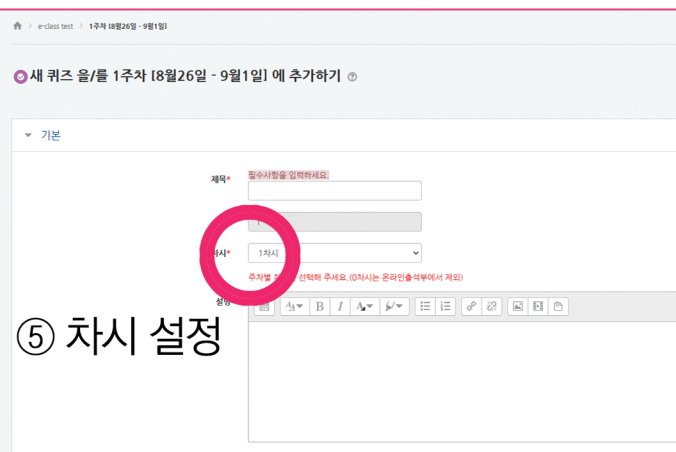 e-class test > 1주차 [8월26일 - 9월1일]
새 퀴즈 을/를 1주차 [8월26일 - 9월1일] 에 추가하기
기본
제목*
필수사항을 입력하세요.
1차시
주차별 선택해 주세요.(0차시는 온라인출석부에서 제외)
설명
B I
⑤ 차시 설정